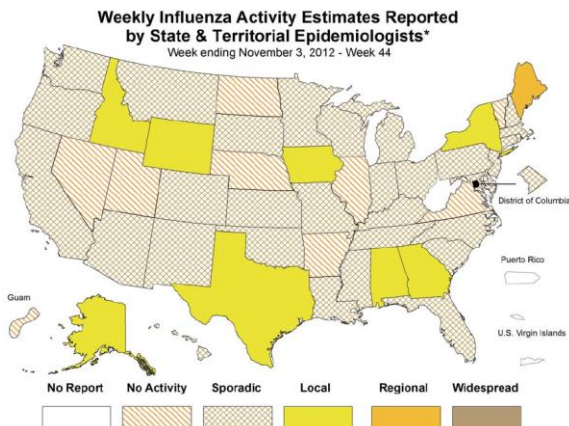 Weekly Influenza Activity Estimates Reported
by State & Territorial Epidemiologists*
Week ending November 3, 2012 - Week 44
District of Columbia
Puerto Rico
Guam
U.S. Virgin Islands
No Report No Activity Sporadic Local Regional Widespread